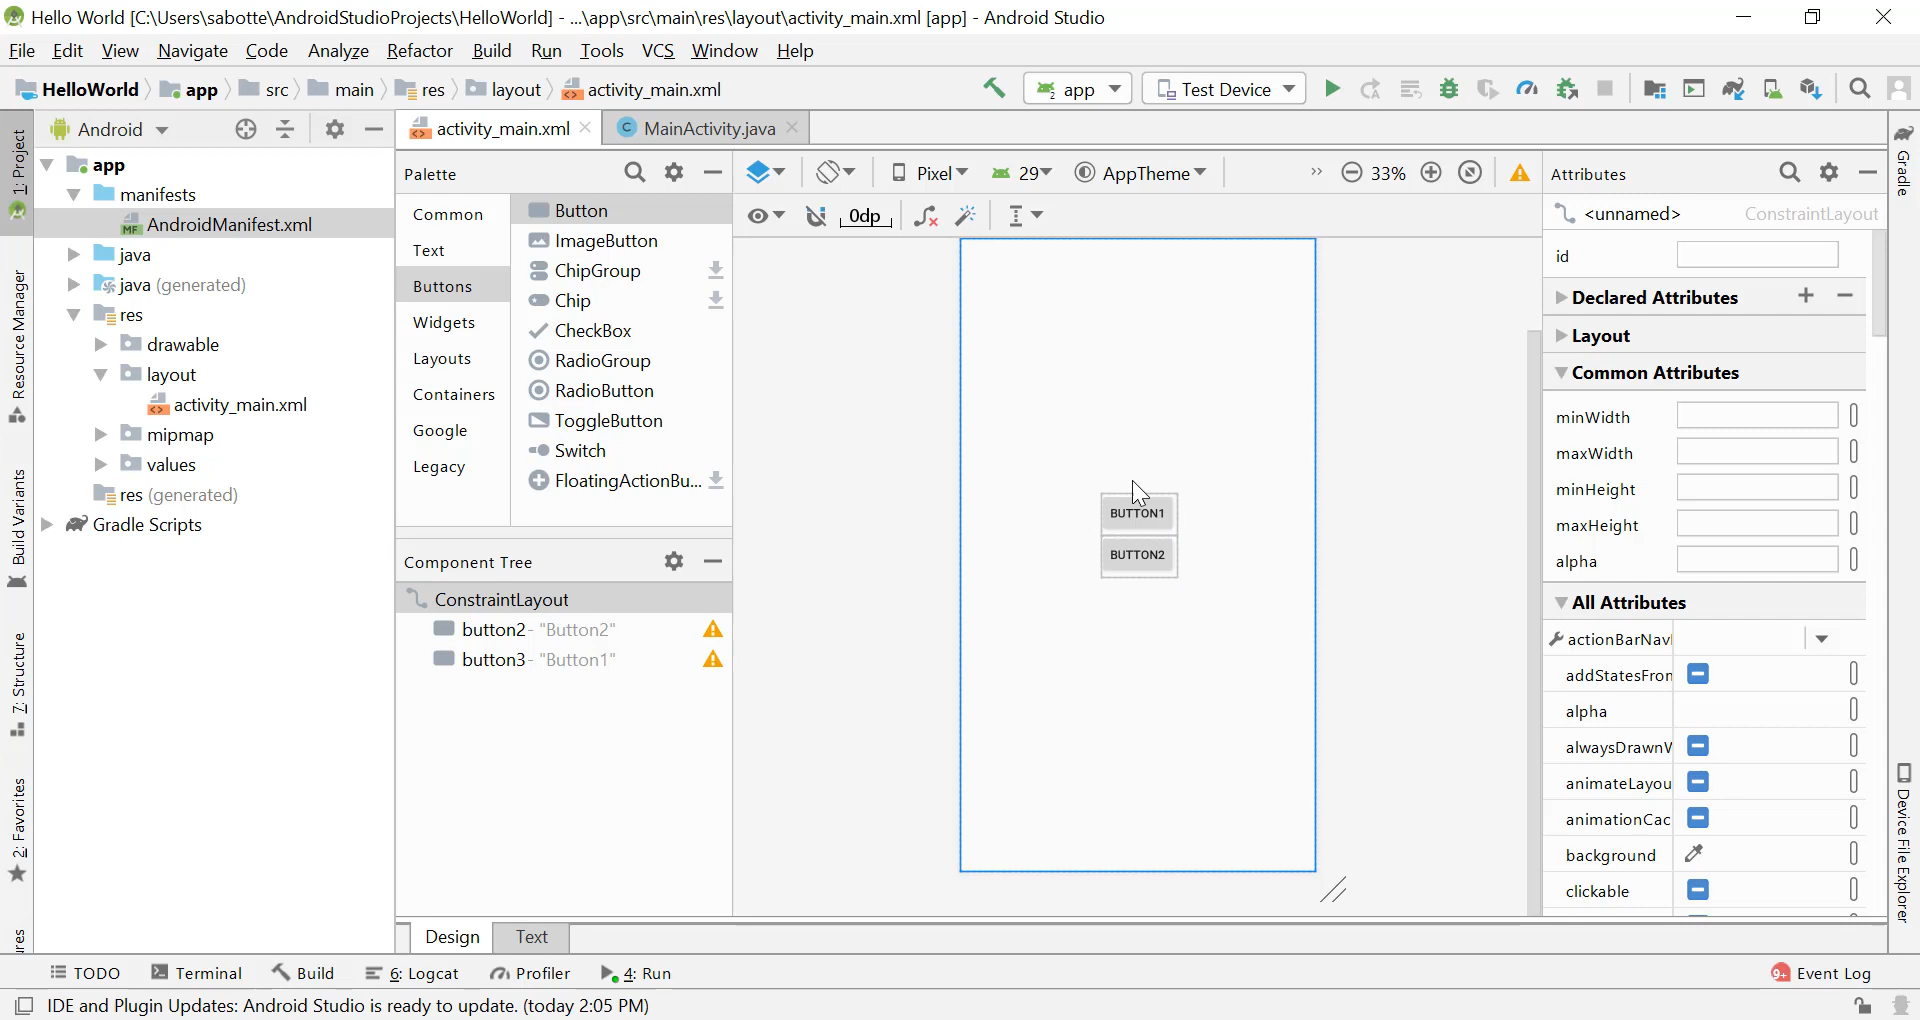 Hello World [C:\Users\sabotte\AndroidStudioProjects\HelloWorld] - ...\app\src\main\res\layout\activity_main.xml [app] - Android Studio
File Edit View Navigate Code Analyze Refactor Build Run Tools VCS Window Help
HelloWorld app src main res layout activity_main.xml app Test Device
Android
activity_main.xml
MainActivity.java
1: Project
Resource Manager
Build Variants
7: Structure
2: Favorites
app
manifests
MF AndroidManifest.xml
java
java (generated)
res
drawable
layout
activity_main.xml
mipmap
values
res (generated)
Gradle Scripts
Palette
Common
Text
Buttons
Widgets
Layouts
Containers
Google
Legacy
Button
ImageButton
ChipGroup
Chip
CheckBox
RadioGroup
RadioButton
ToggleButton
Switch
FloatingActionBu...
Component Tree
ConstraintLayout
button2- "Button2"
button3- "Button1"
Pixel 29 AppTheme » 33%
0dp
BUTTON1
BUTTON2
Attributes
<unnamed> ConstraintLayout
id
Declared Attributes
Layout
Common Attributes
minWidth
maxWidth
minHeight
maxHeight
alpha
All Attributes
actionBarNavi
addStatesFron
alpha
alwaysDrawnW
animateLayou
animationCac
background
clickable
Gradle
Device File Explorer
Design Text
TODO Terminal Build 6: Logcat Profiler 4: Run
9+ Event Log
IDE and Plugin Updates: Android Studio is ready to update. (today 2:05 PM)